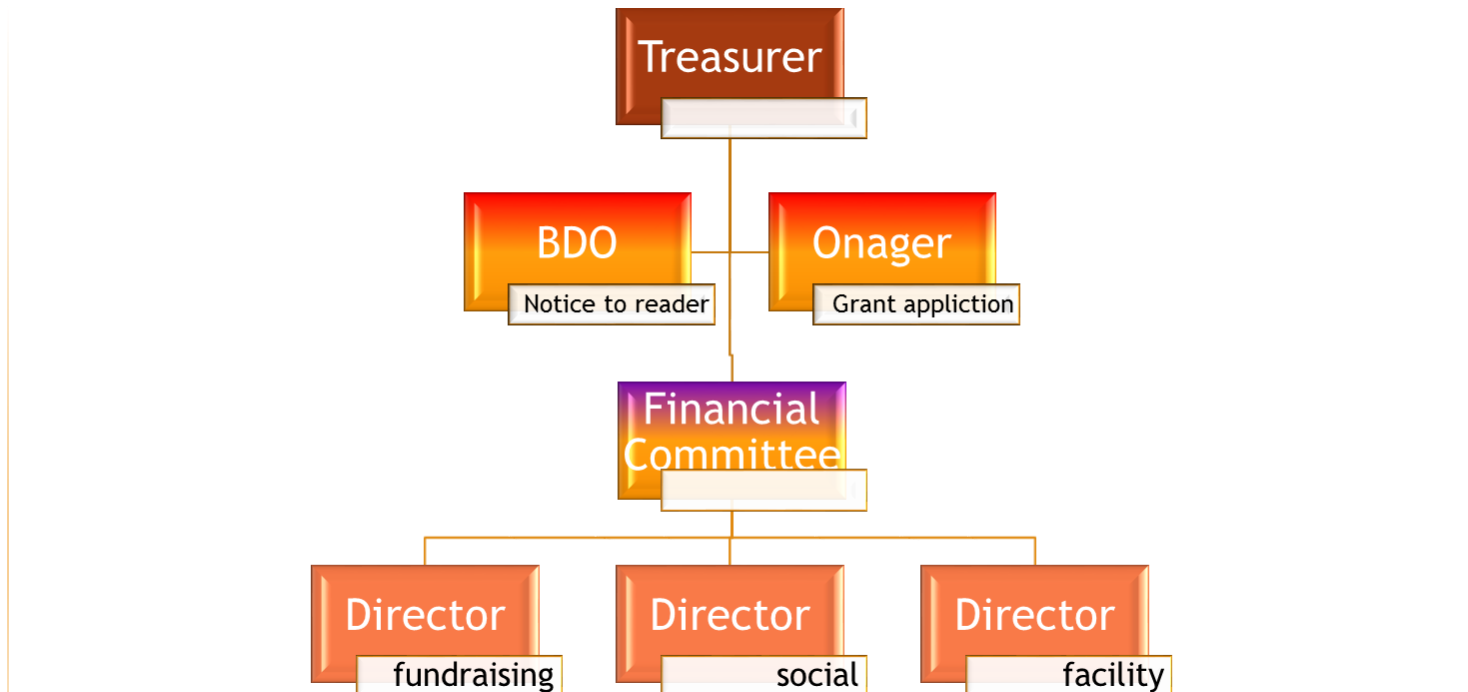 Treasurer
BDO
Notice to reader
Onager
Grant appliction
Financial
Committee
Director
fundraising
Director
social
Director
facility